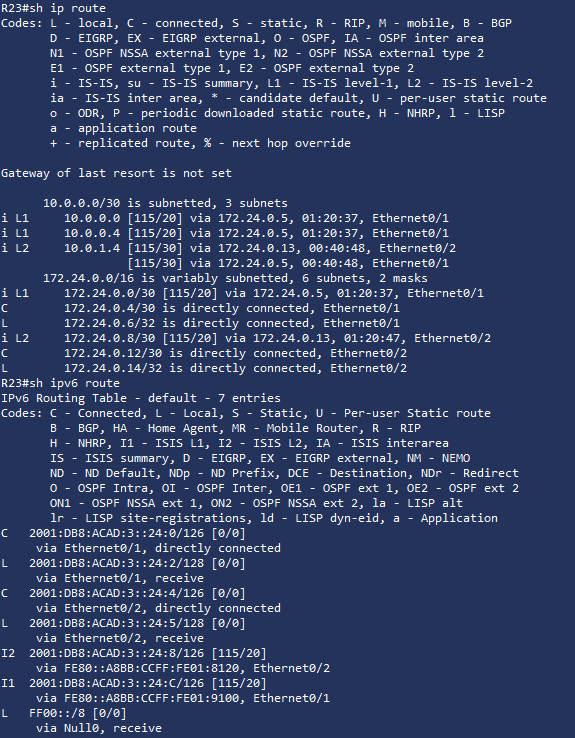 R23#sh ip route
Codes: L - local, C - connected, S - static, R - RIP, M - mobile, B - BGP
       D - EIGRP, EX - EIGRP external, O - OSPF, IA - OSPF inter area
       N1 - OSPF NSSA external type 1, N2 - OSPF NSSA external type 2
       E1 - OSPF external type 1, E2 - OSPF external type 2
       i - IS-IS, su - IS-IS summary, L1 - IS-IS level-1, L2 - IS-IS level-2
       ia - IS-IS inter area, * - candidate default, U - per-user static route
       o - ODR, P - periodic downloaded static route, H - NHRP, l - LISP
       a - application route
       + - replicated route, % - next hop override

Gateway of last resort is not set

      10.0.0.0/30 is subnetted, 3 subnets
i L1     10.0.0.0 [115/20] via 172.24.0.5, 01:20:37, Ethernet0/1
i L1     10.0.0.4 [115/20] via 172.24.0.5, 01:20:37, Ethernet0/1
i L2     10.0.1.4 [115/30] via 172.24.0.13, 00:40:48, Ethernet0/2
                  [115/30] via 172.24.0.5, 00:40:48, Ethernet0/1
      172.24.0.0/16 is variably subnetted, 6 subnets, 2 masks
i L1     172.24.0.0/30 [115/20] via 172.24.0.5, 01:20:37, Ethernet0/1
C        172.24.0.4/30 is directly connected, Ethernet0/1
L        172.24.0.6/32 is directly connected, Ethernet0/1
i L2     172.24.0.8/30 [115/20] via 172.24.0.13, 01:20:47, Ethernet0/2
C        172.24.0.12/30 is directly connected, Ethernet0/2
L        172.24.0.14/32 is directly connected, Ethernet0/2
R23#sh ipv6 route
IPv6 Routing Table - default - 7 entries
Codes: C - Connected, L - Local, S - Static, U - Per-user Static route
       B - BGP, HA - Home Agent, MR - Mobile Router, R - RIP
       H - NHRP, I1 - ISIS L1, I2 - ISIS L2, IA - ISIS interarea
       IS - ISIS summary, D - EIGRP, EX - EIGRP external, NM - NEMO
       ND - ND Default, NDp - ND Prefix, DCE - Destination, NDr - Redirect
       O - OSPF Intra, OI - OSPF Inter, OE1 - OSPF ext 1, OE2 - OSPF ext 2
       ON1 - OSPF NSSA ext 1, ON2 - OSPF NSSA ext 2, la - LISP alt
       lr - LISP site-registrations, ld - LISP dyn-eid, a - Application
C   2001:DB8:ACAD:3::24:0/126 [0/0]
     via Ethernet0/1, directly connected
L   2001:DB8:ACAD:3::24:2/128 [0/0]
     via Ethernet0/1, receive
C   2001:DB8:ACAD:3::24:4/126 [0/0]
     via Ethernet0/2, directly connected
L   2001:DB8:ACAD:3::24:5/128 [0/0]
     via Ethernet0/2, receive
I2  2001:DB8:ACAD:3::24:8/126 [115/20]
     via FE80::A8BB:CCFF:FE01:8120, Ethernet0/2
I1  2001:DB8:ACAD:3::24:C/126 [115/20]
     via FE80::A8BB:CCFF:FE01:9100, Ethernet0/1
L   FF00::/8 [0/0]
     via Null0, receive